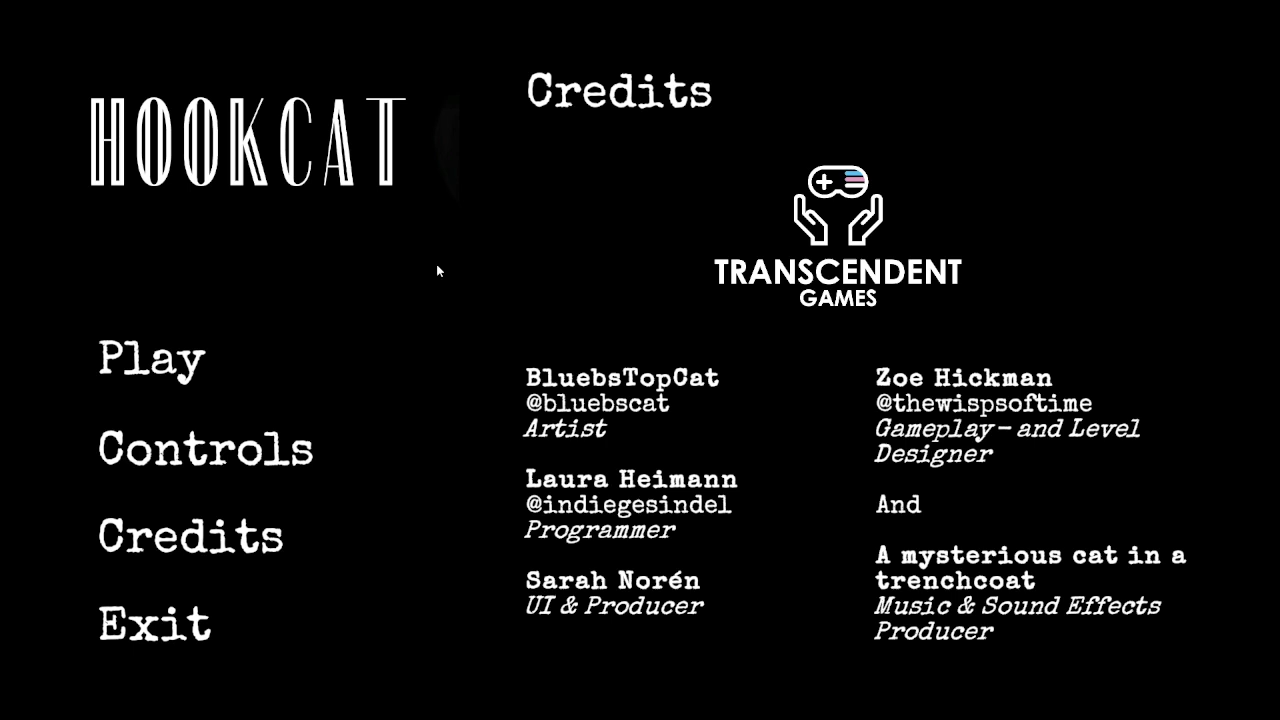 HOOKCAT
Play
Controls
Credits
Exit
Credits
TRANSCENDENT
GAMES
BluebsTopCat
@bluebscat
Artist
Laura Heimann
@indiegesindel
Programmer
Sarah Norén
UI & Producer
Zoe Hickman
@thewispsoftime
Gameplay- and Level
Designer
And
A mysterious cat in a
trenchcoat
Music & Sound Effects
Producer